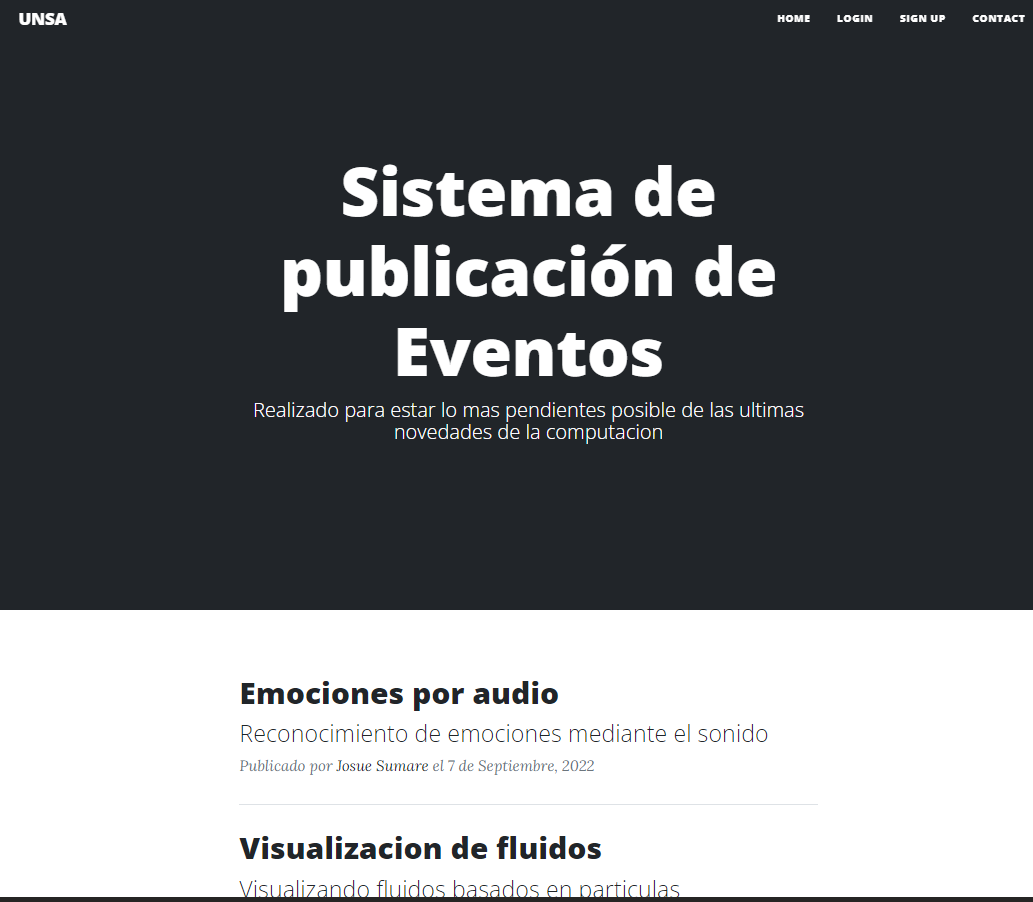 UNSA
HOME LOGIN SIGN UP CONTACT
Sistema de
publicación de
Eventos
Realizado para estar lo mas pendientes posible de las ultimas
novedades de la computacion
Emociones por audio
Reconocimiento de emociones mediante el sonido
Publicado por Josue Sumare el 7 de Septiembre, 2022
Visualizacion de fluidos
Visualizando fluidos basados en particulas